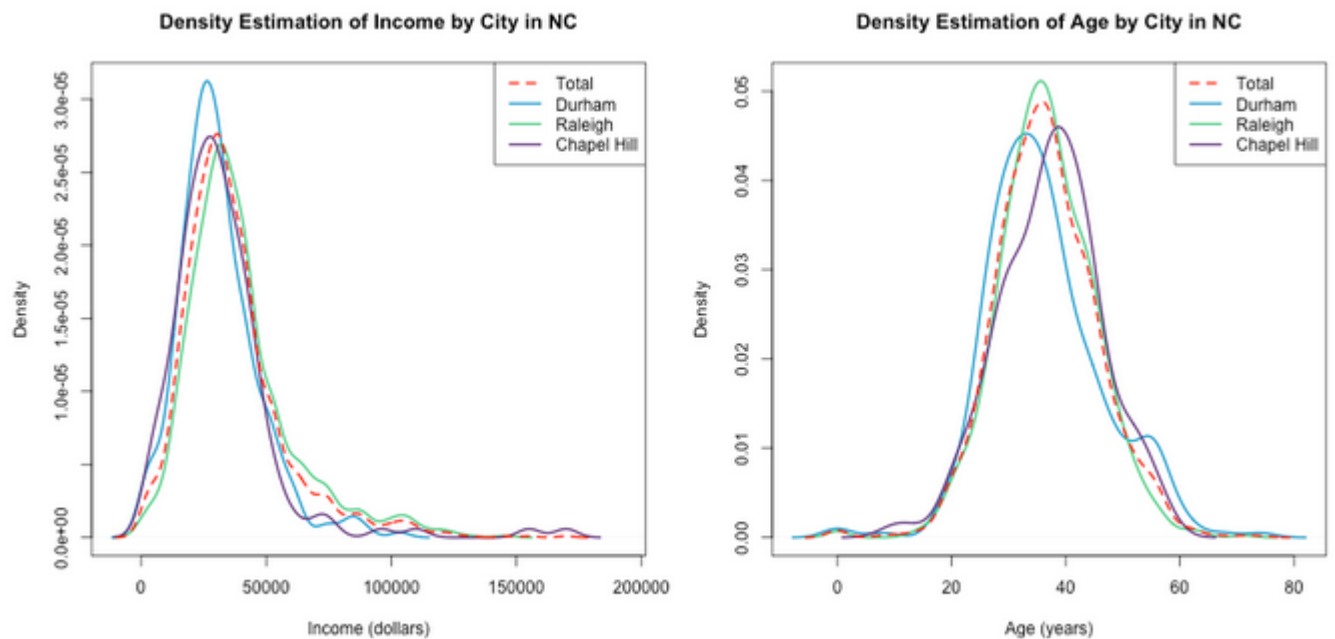 Density Estimation of Income by City in NC
Total
Durham
Raleigh
Chapel Hill
Density
3.0e-05
2.5e-05
2.0e-05
1.5e-05
1.0e-05
0.0e+00
0 50000 100000 150000 200000
Income (dollars)
Density Estimation of Age by City in NC
Total
Durham
Raleigh
Chapel Hill
Density
0.05
0.04
0.03
0.02
0.01
0.00
0 20 40 60 80
Age (years)